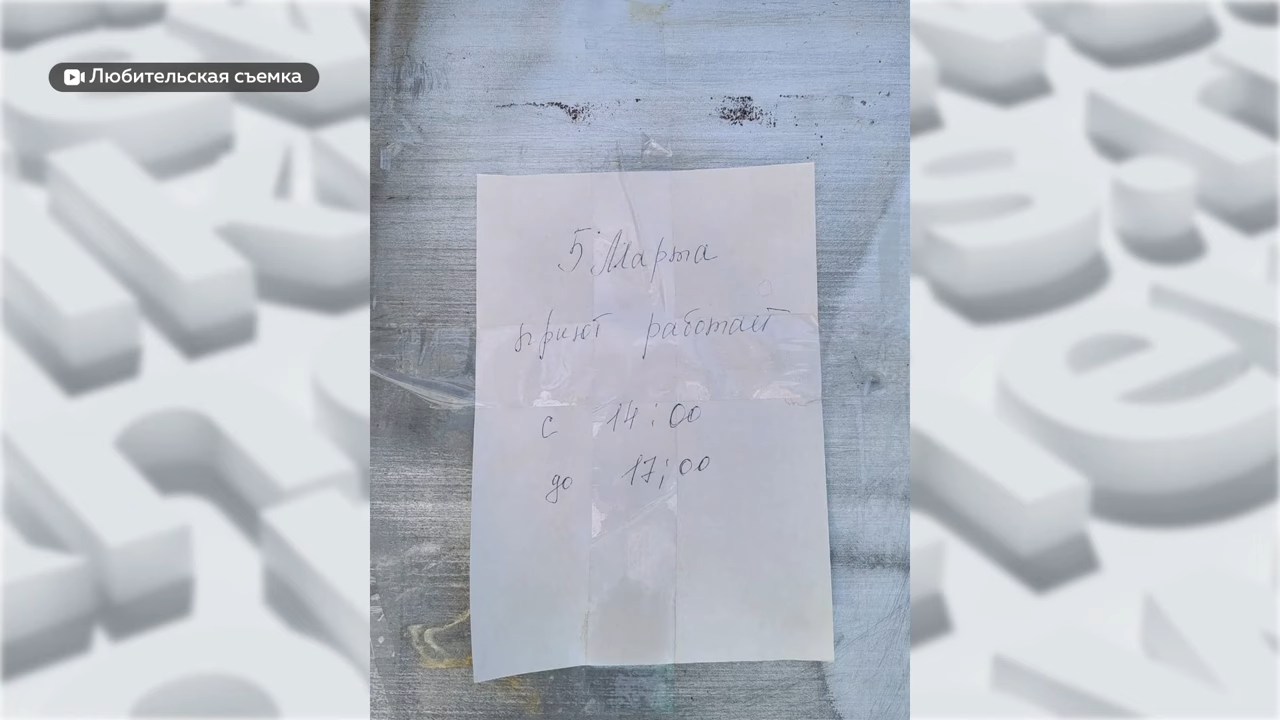 Любительская съемка
5 Марта
приют работает
с 14:00
до 17:00